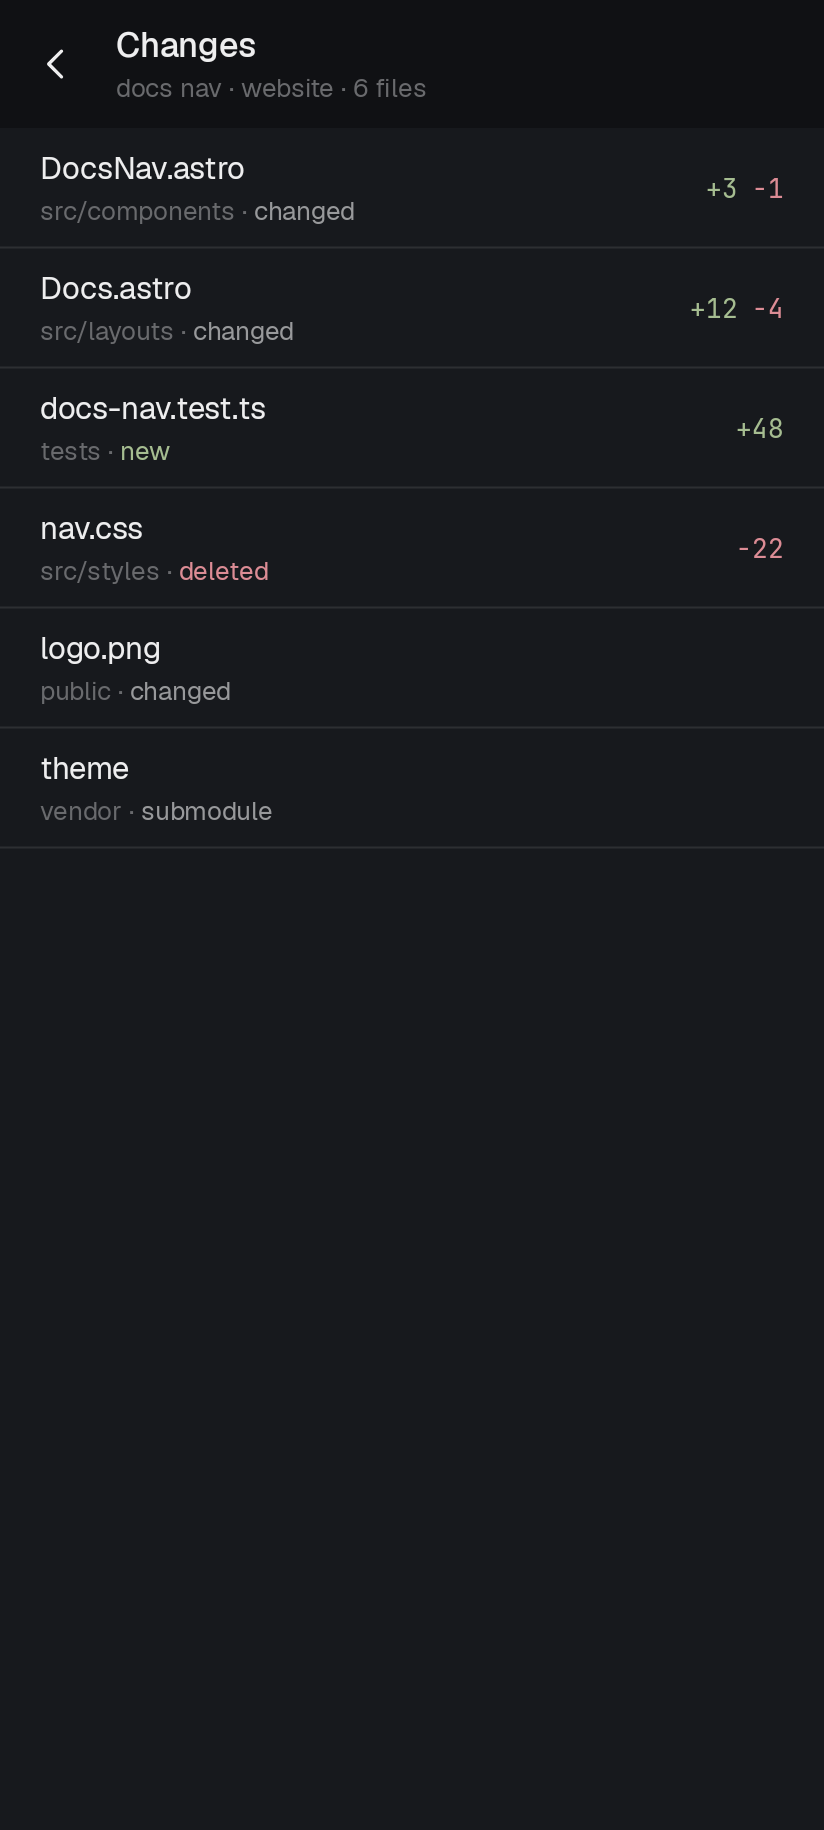 Changes
docs nav · website · 6 files
DocsNav.astro
src/components · changed
+3 -1
Docs.astro
src/layouts · changed
+12 -4
docs-nav.test.ts
tests · new
+48
nav.css
src/styles · deleted
-22
logo.png
public · changed
theme
vendor · submodule